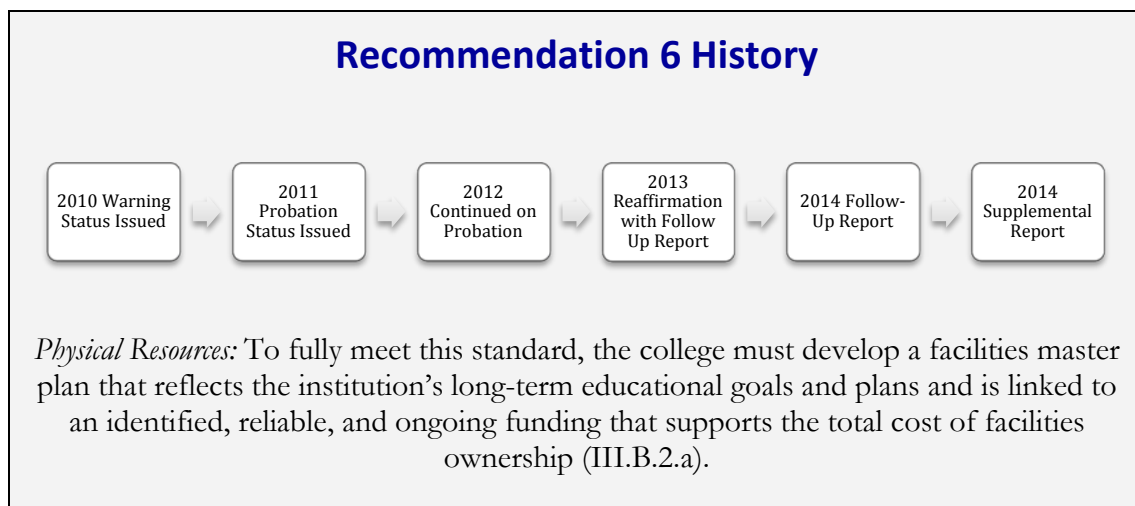 Recommendation 6 History
2010 Warning
Status Issued
2011
Probation
Status Issued
2012
Continued on
Probation
2013
Reaffirmation
with Follow
Up Report
2014 Follow-
Up Report
2014
Supplemental
Report
Physical Resources: To fully meet this standard, the college must develop a facilities master
plan that reflects the institution’s long-term educational goals and plans and is linked to
an identified, reliable, and ongoing funding that supports the total cost of facilities
ownership (III.B.2.a).